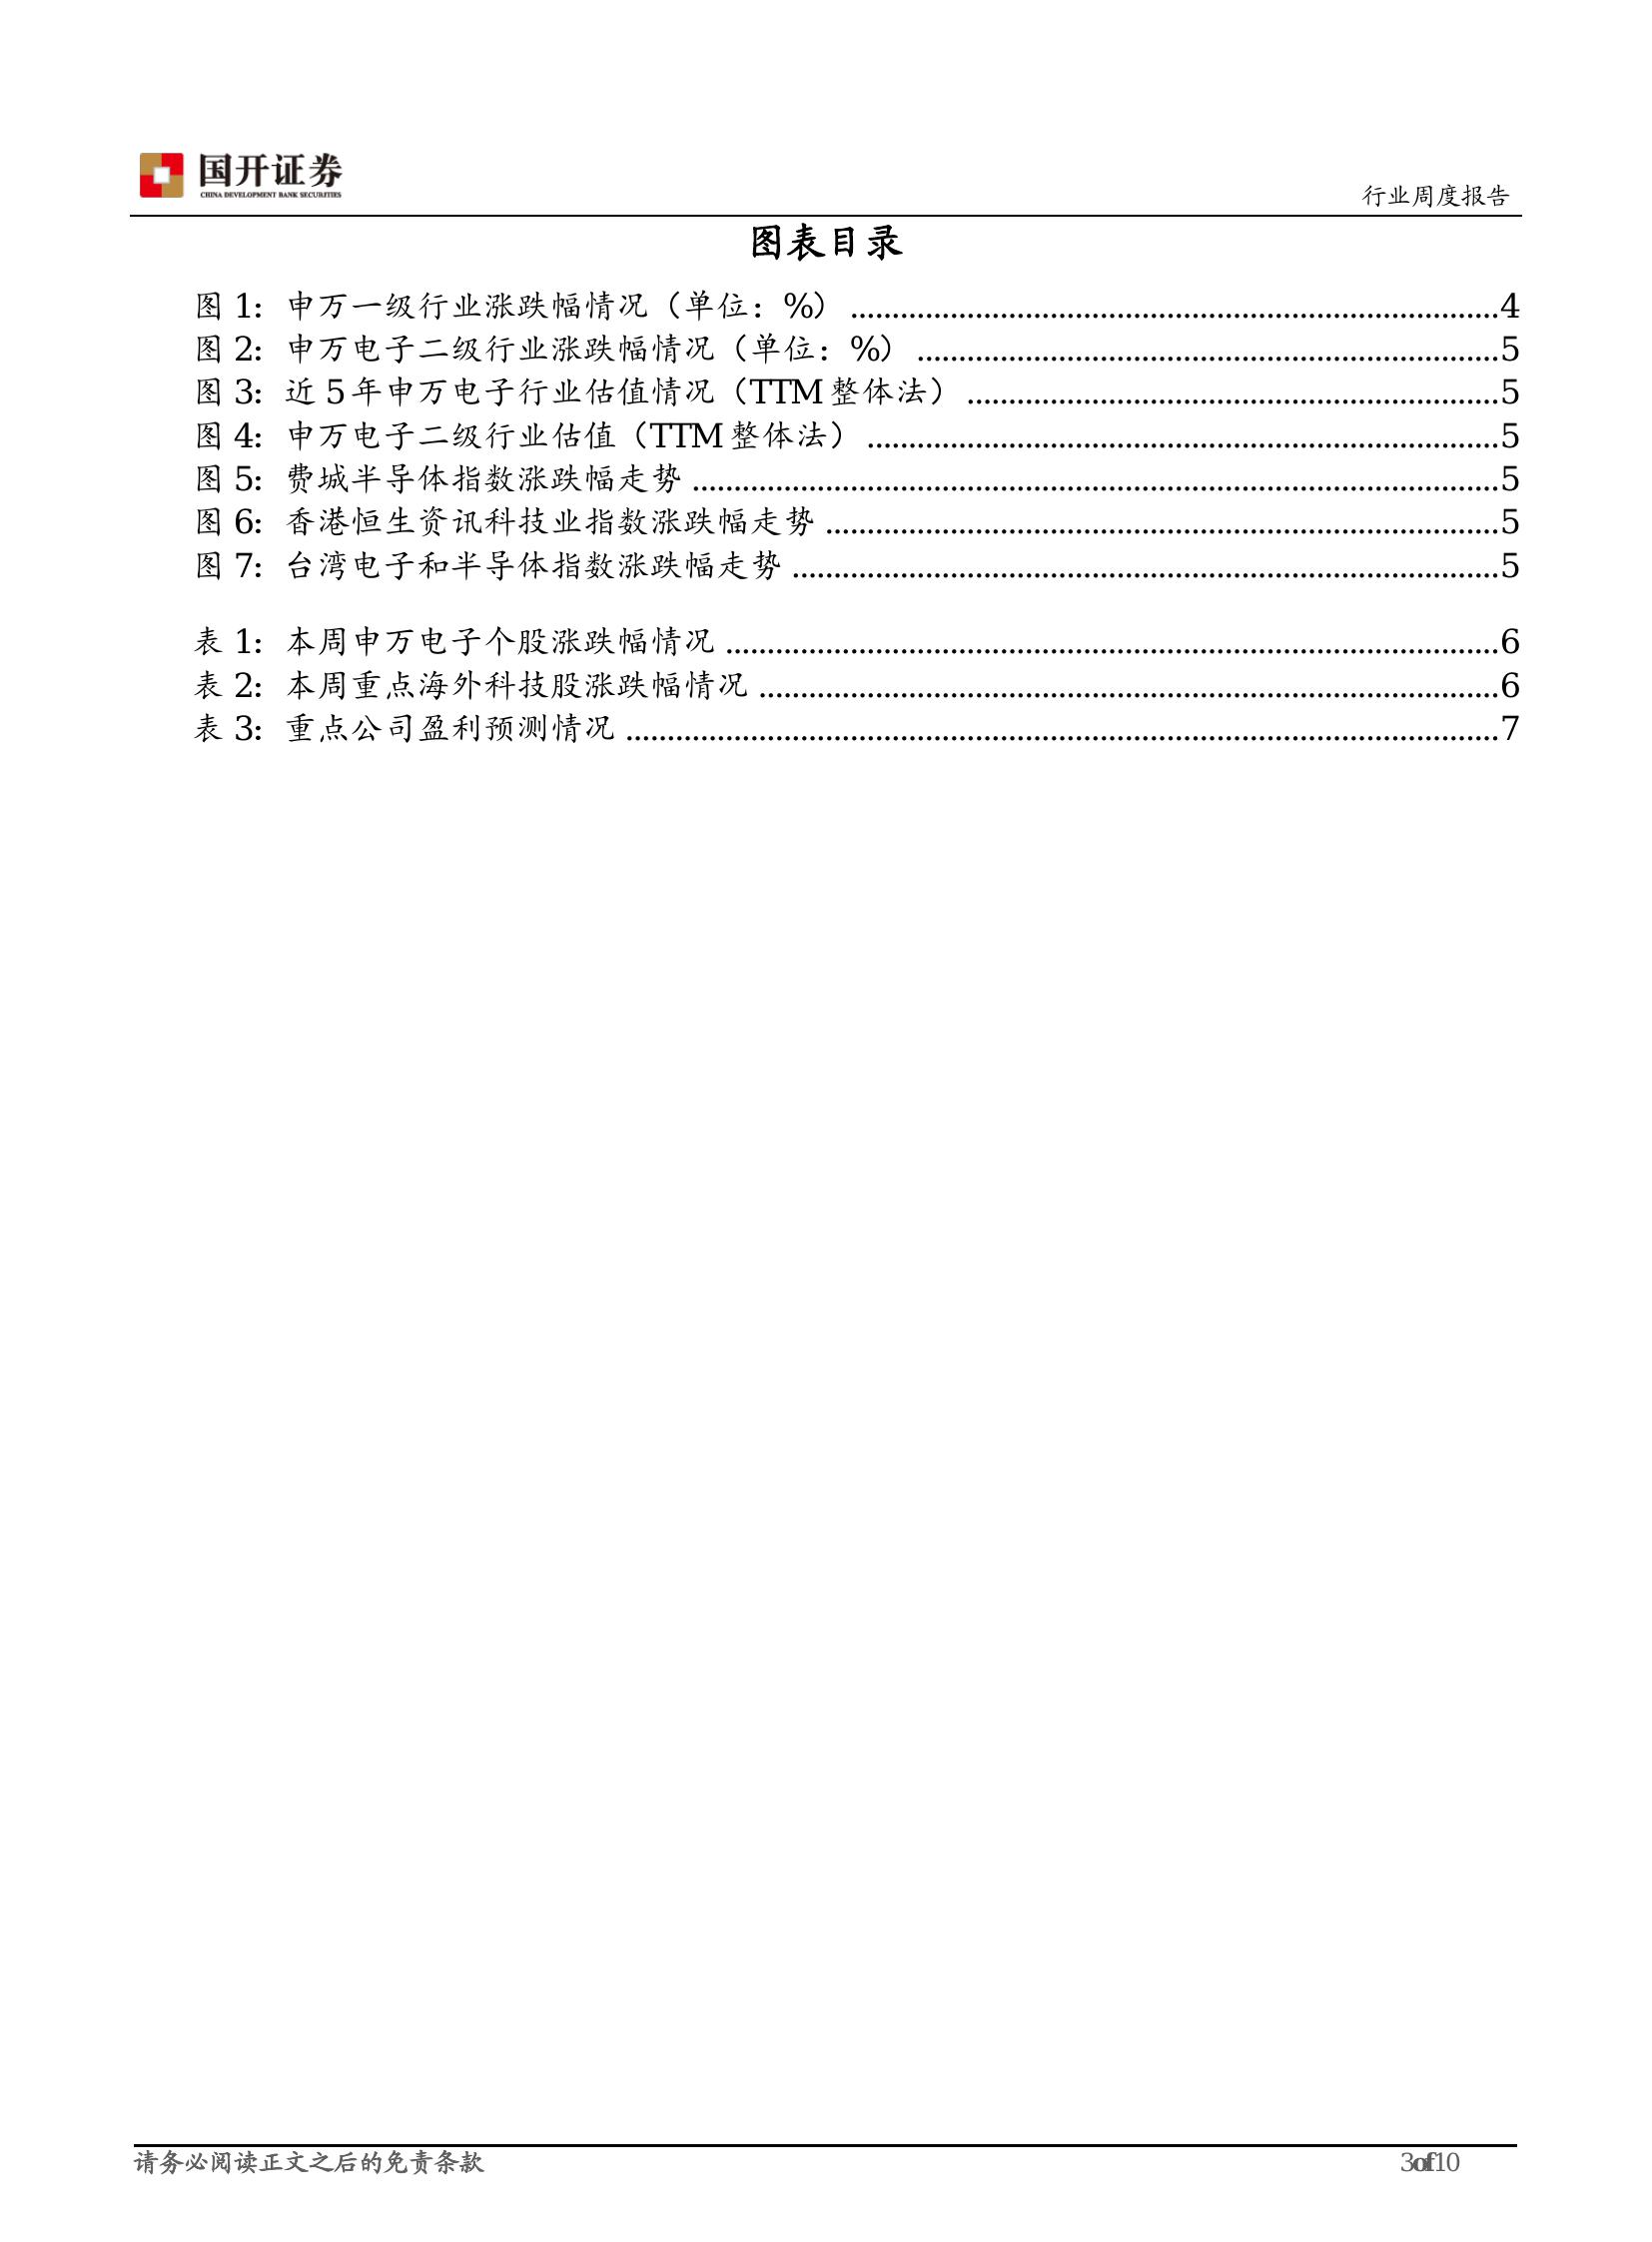 国开证券
CHINA DEVELOPMENT BANK SECURITIES
行业周度报告
图表目录
图 1: 申万一级行业涨跌幅情况（单位：%） ........................................................................4
图 2: 申万电子二级行业涨跌幅情况（单位：%） ........................................................................5
图 3: 近 5 年申万电子行业估值情况（TTM 整体法） ........................................................................5
图 4: 申万电子二级行业估值（TTM 整体法） ........................................................................5
图 5: 费城半导体指数涨跌幅走势 ........................................................................5
图 6: 香港恒生资讯科技业指数涨跌幅走势 ........................................................................5
图 7: 台湾电子和半导体指数涨跌幅走势 ........................................................................5
表 1: 本周申万电子个股涨跌幅情况 ........................................................................6
表 2: 本周重点海外科技股涨跌幅情况 ........................................................................6
表 3: 重点公司盈利预测情况 ........................................................................7
请务必阅读正文之后的免责条款
3of10